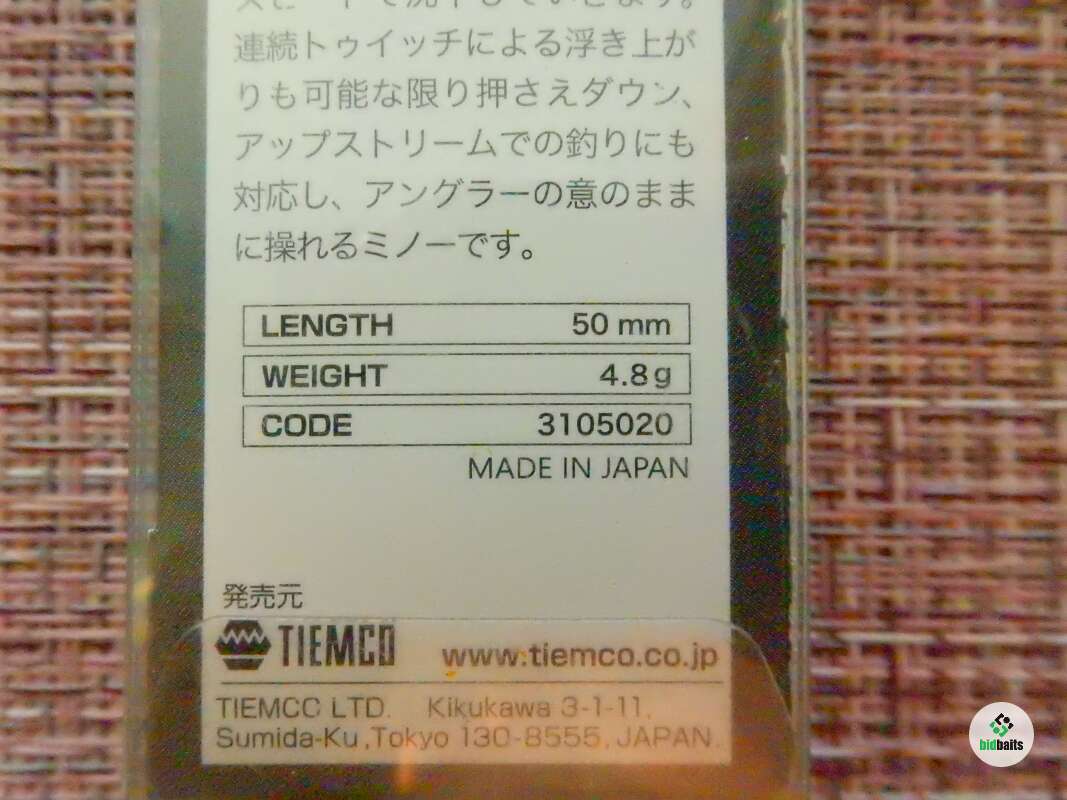 連続トゥイッチによる浮き上が
りも可能な限り押さえダウン、
アップストリームでの釣りにも
対応し、アングラーの意のまま
に操れるミノーです。
LENGTH 50 mm
WEIGHT 4.8g
CODE 3105020
MADE IN JAPAN
発売元
TIEMCO www.tiemco.co.jp
TIEMCO LTD. Kikukawa 3-1-11,
Sumida-Ku, Tokyo 130-8555, JAPAN
bidbaits